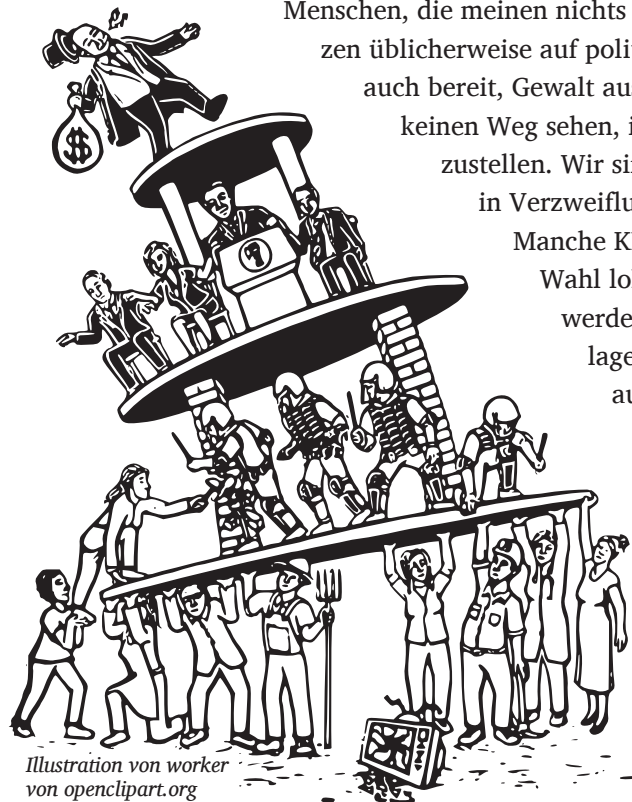 Menschen, die meinen nichts
zen üblicherweise auf polit
auch bereit, Gewalt aus
keinen Weg sehen, i
zustellen. Wir si
in Verzweiflu
Manche K
Wahl lo
werde
lage
au
$
Illustration von worker
von openclipart.org